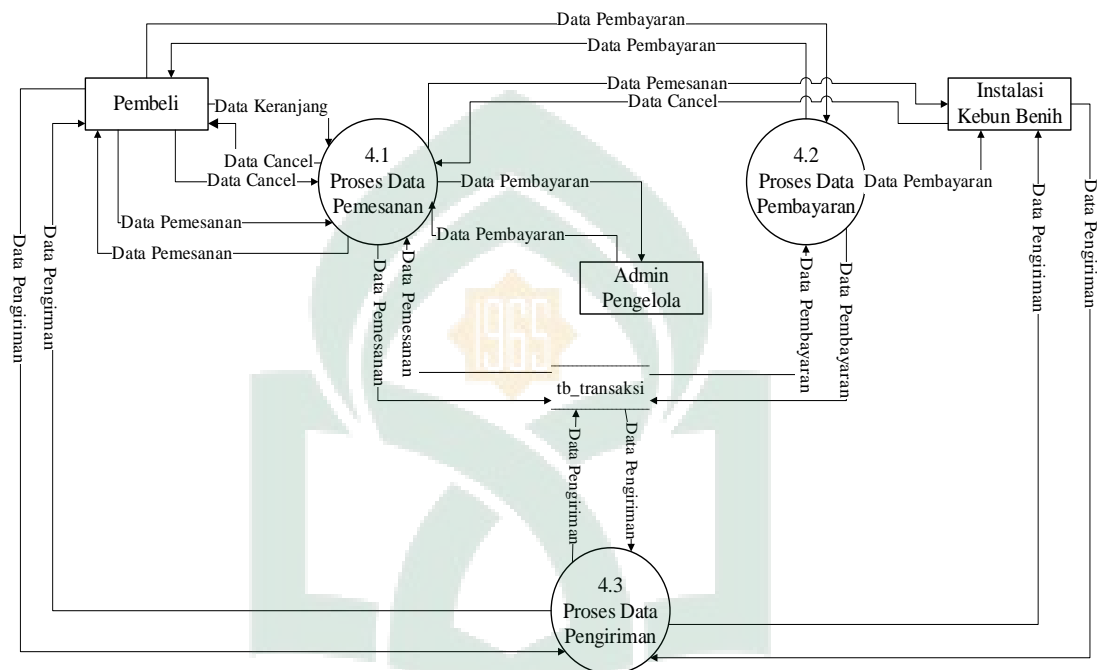 Data Pembayaran
Data Pembayaran
Pembeli
Data Keranjang
Data Pemesanan
Data Cancel
Instalasi
Kebun Benih
4.1
Proses Data
Pemesanan
Data Cancel
Data Cancel
4.2
Proses Data
Pembayaran
Data Pembayaran
Data Pembayaran
Data Pemesanan
Data Pemesanan
Data Pembayaran
Admin
Pengelola
Data Pengiriman
Data Pengirman
Data Pemesanan
Data Pemesanan
Data Pembayaran
Data Pembayaran
Data Pengiriman
Data Pengiriman
1965
tb_transaksi
Data Pengiriman
Data Pengiriman
4.3
Proses Data
Pengiriman